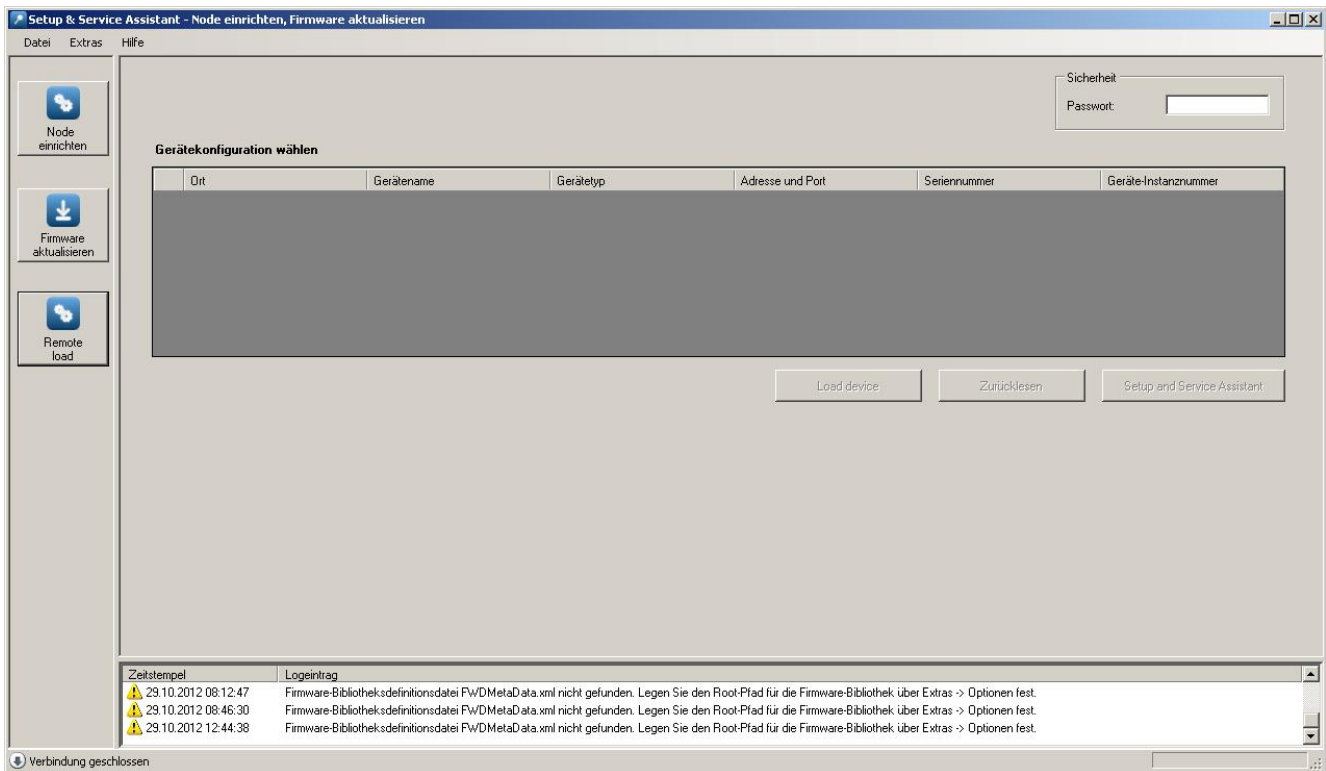 Setup & Service Assistant - Node einrichten, Firmware aktualisieren
Datei Extras Hilfe
Node
einrichten
Firmware
aktualisieren
Remote
load
Sicherheit
Passwort:
Gerätekonfiguration wählen
Ort Gerätename Gerätetyp Adresse und Port Seriennummer Geräte-Instanznummer
Load device Zurücklesen Setup and Service Assistant
Zeitstempel Logeintrag
29.10.2012 08:12:47 Firmware-Bibliotheksdefinitionsdatei FWDMetaData.xml nicht gefunden. Legen Sie den Root-Pfad für die Firmware-Bibliothek über Extras -> Optionen fest.
29.10.2012 08:46:30 Firmware-Bibliotheksdefinitionsdatei FWDMetaData.xml nicht gefunden. Legen Sie den Root-Pfad für die Firmware-Bibliothek über Extras -> Optionen fest.
29.10.2012 12:44:38 Firmware-Bibliotheksdefinitionsdatei FWDMetaData.xml nicht gefunden. Legen Sie den Root-Pfad für die Firmware-Bibliothek über Extras -> Optionen fest.
Verbindung geschlossen